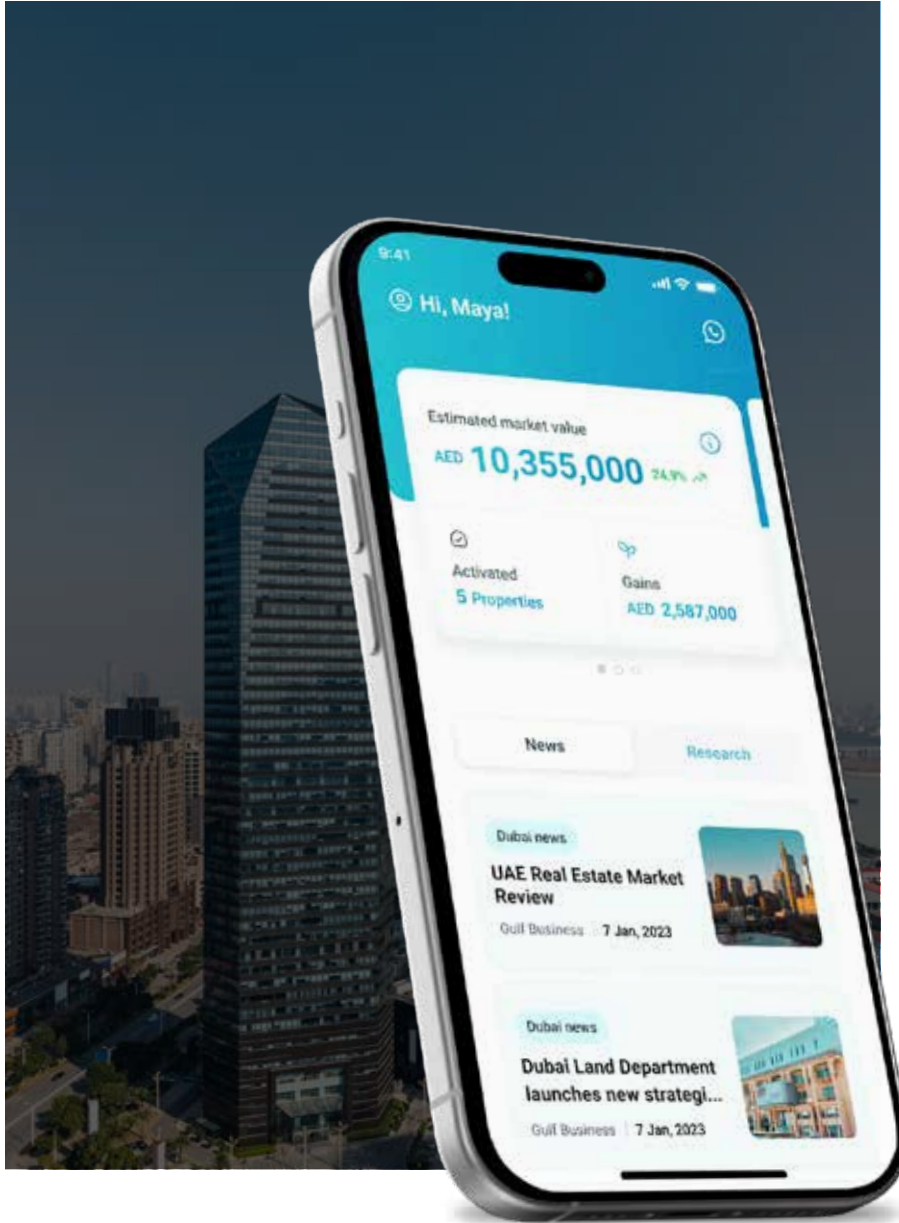 9:41
Hi, Maya!
Estimated market value
AED 10,355,000 24.9%
Activated
5 Properties
Gains
AED 2,587,000
News
Research
Dubai news
UAE Real Estate Market
Review
Gulf Business 7 Jan, 2023
Dubai news
Dubai Land Department
launches new strategi...
Gulf Business 7 Jan, 2023